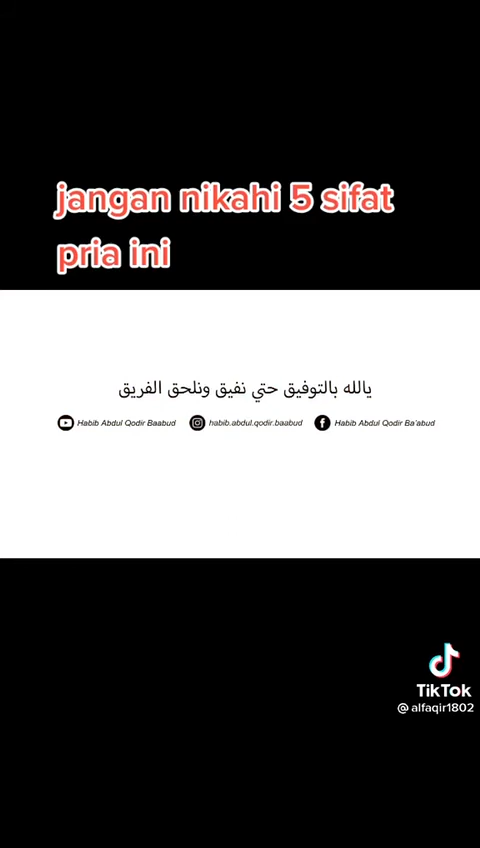 jangan nikahi 5 sifat
pria ini
يالله بالتوفيق حتي نفيق ونلحق الفريق
Habib Abdul Qodir Baabud habib.abdul.qodir.baabud Habib Abdul Qodir Ba'abud
TikTok
@alfaqir1802